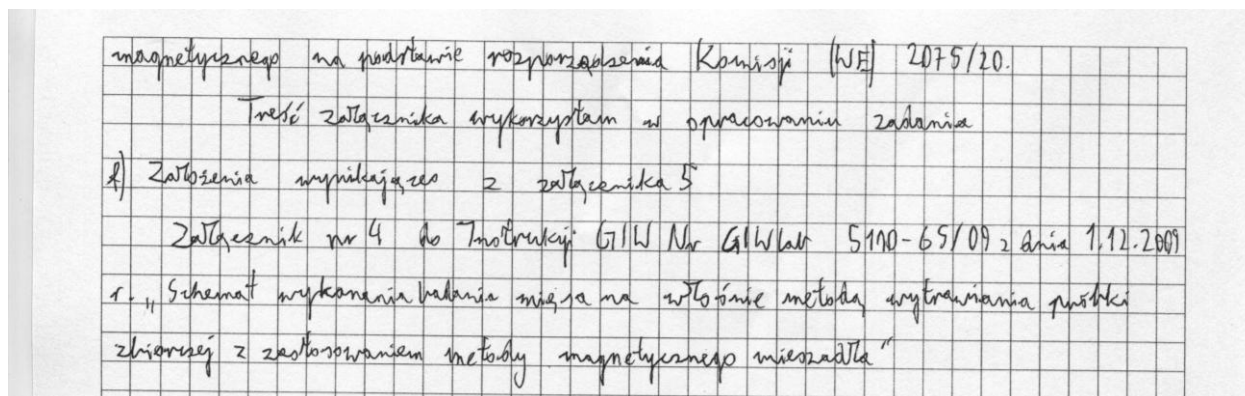 magnetycznego na podstawie rozporządzenia Komisji (WE) 2075/20.
Treść załącznika wykorzystam w opracowaniu zadania
f) Założenia wynikajączeo z załącznika 5
Załącznik nr 4 do Instrukcji GIW Nr GIWlab 5110-65/09 z dnia 1.12.2009
r. „Schemat wykonania badania mięsa na włośnie metodą wytrawiania próbki
zbiorczej z zastosowaniem metody magnetycznego mieszadła"